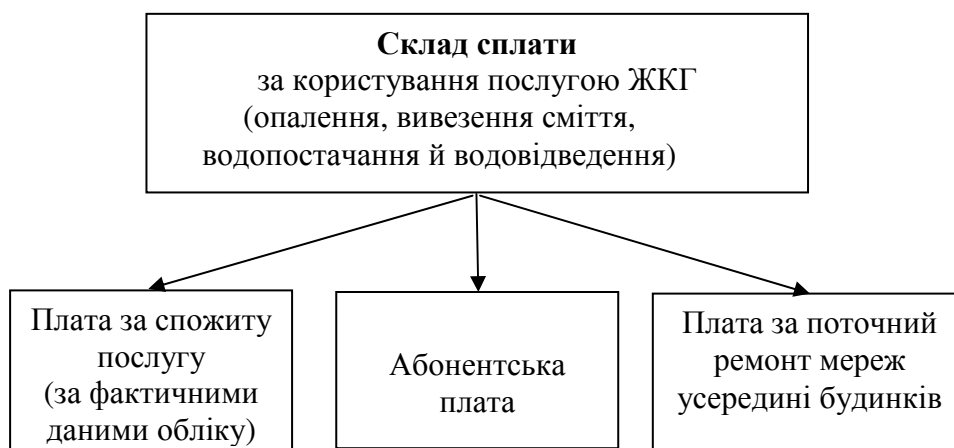 Склад сплати
за користування послугою ЖКГ
(опалення, вивезення сміття,
водопостачання й водовідведення)
Плата за спожиту
послугу
(за фактичними
даними обліку)
Абонентська
плата
Плата за поточний
ремонт мереж
усередині будинків